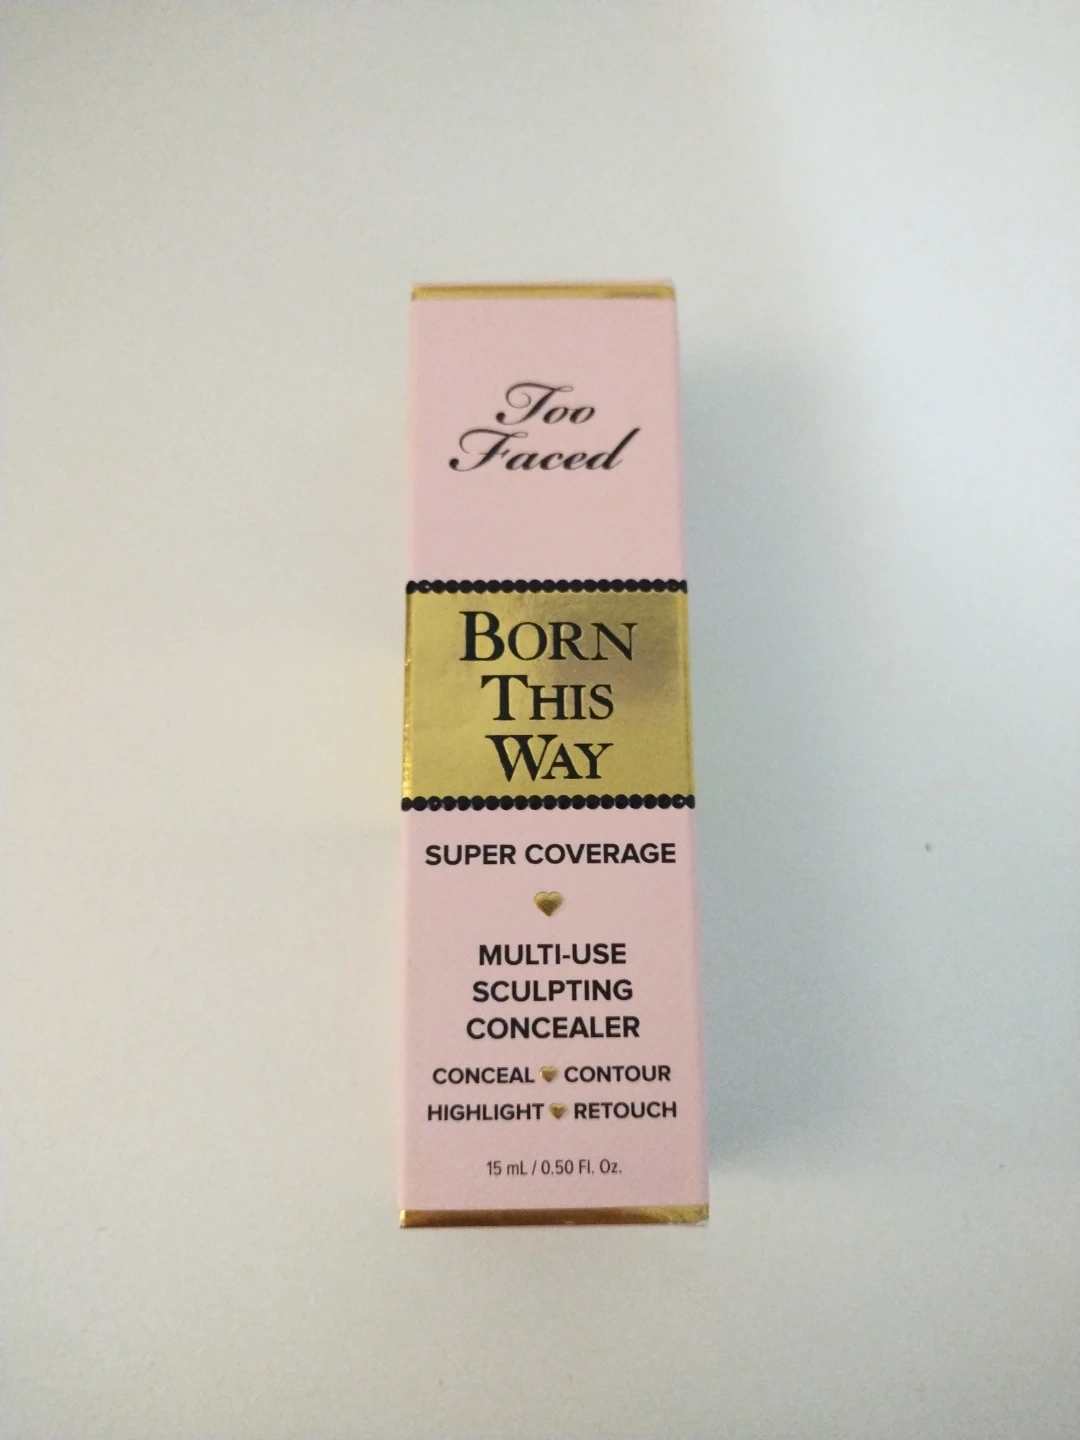 Too
Faced
BORN
THIS
WAY
SUPER COVERAGE
MULTI-USE
SCULPTING
CONCEALER
CONCEAL CONTOUR
HIGHLIGHT RETOUCH
15 mL / 0.50 Fl. Oz.